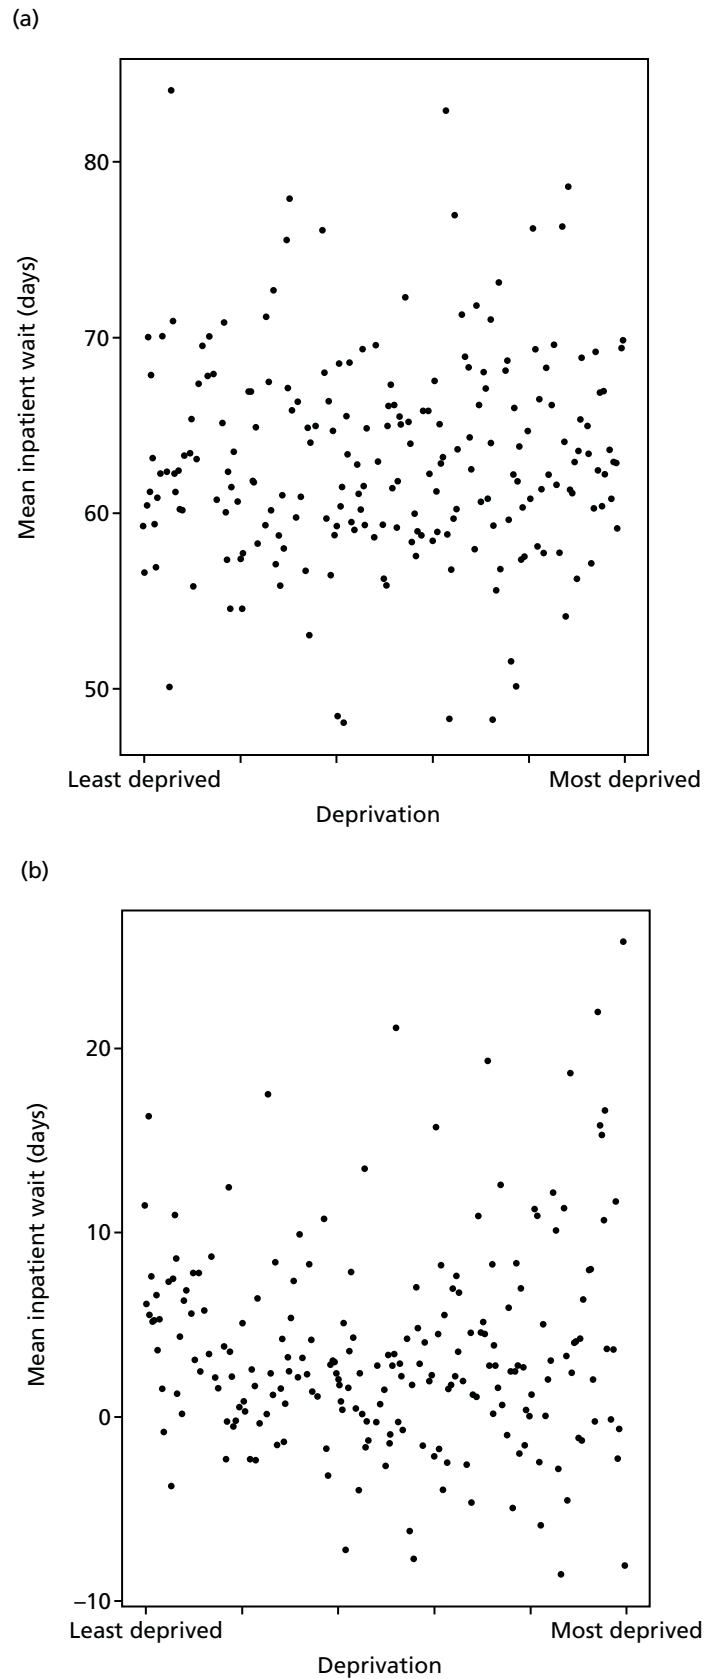 (a)
80
70
60
50
Mean inpatient wait (days)
Least deprived
Most deprived
Deprivation
(b)
20
10
0
−10
Mean inpatient wait (days)
Least deprived
Most deprived
Deprivation